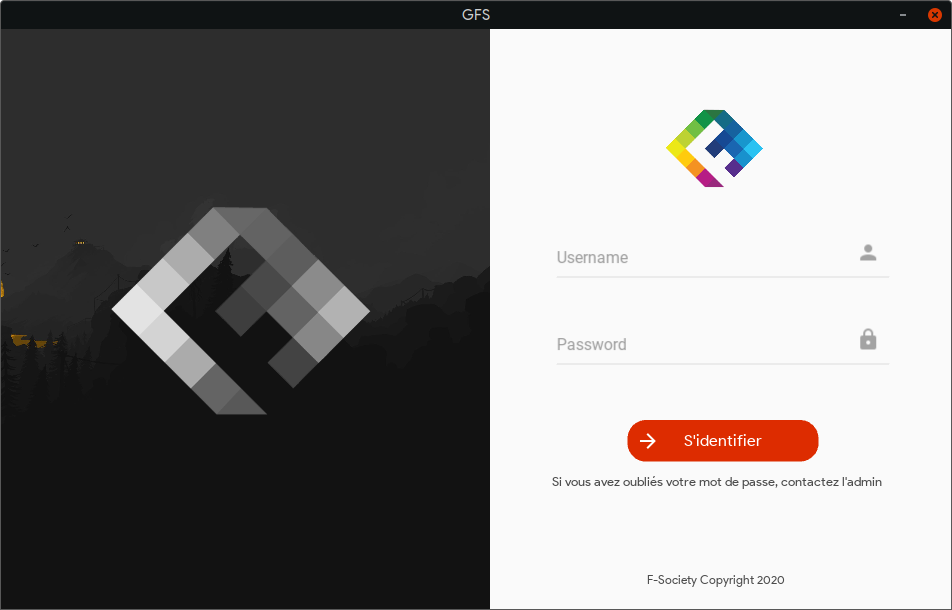 GFS
Username
Password
S'identifier
Si vous avez oubliés votre mot de passe, contactez l'admin
F-Society Copyright 2020